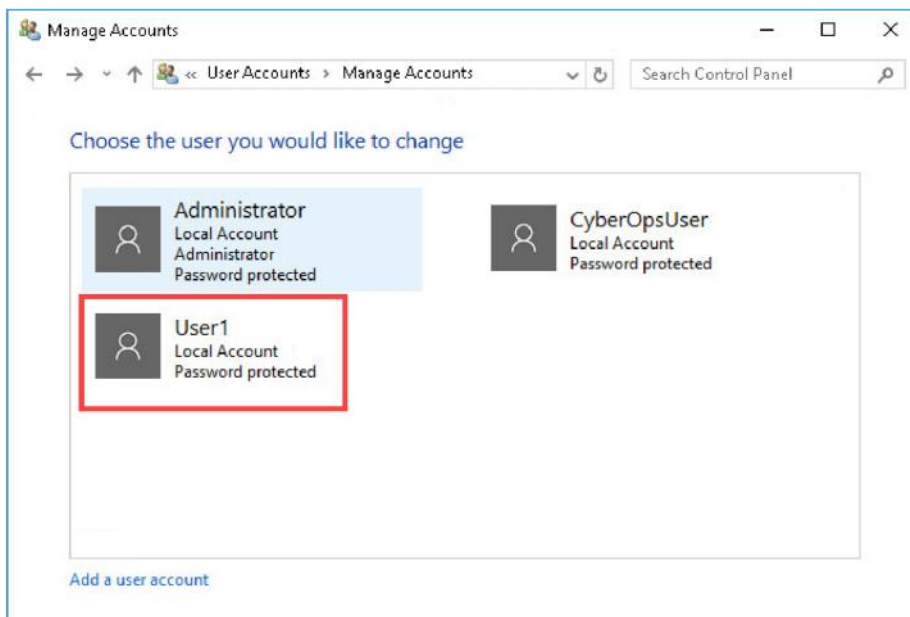 Manage Accounts
« User Accounts > Manage Accounts
Search Control Panel
Choose the user you would like to change
Administrator
Local Account
Administrator
Password protected
CyberOpsUser
Local Account
Password protected
User1
Local Account
Password protected
Add a user account